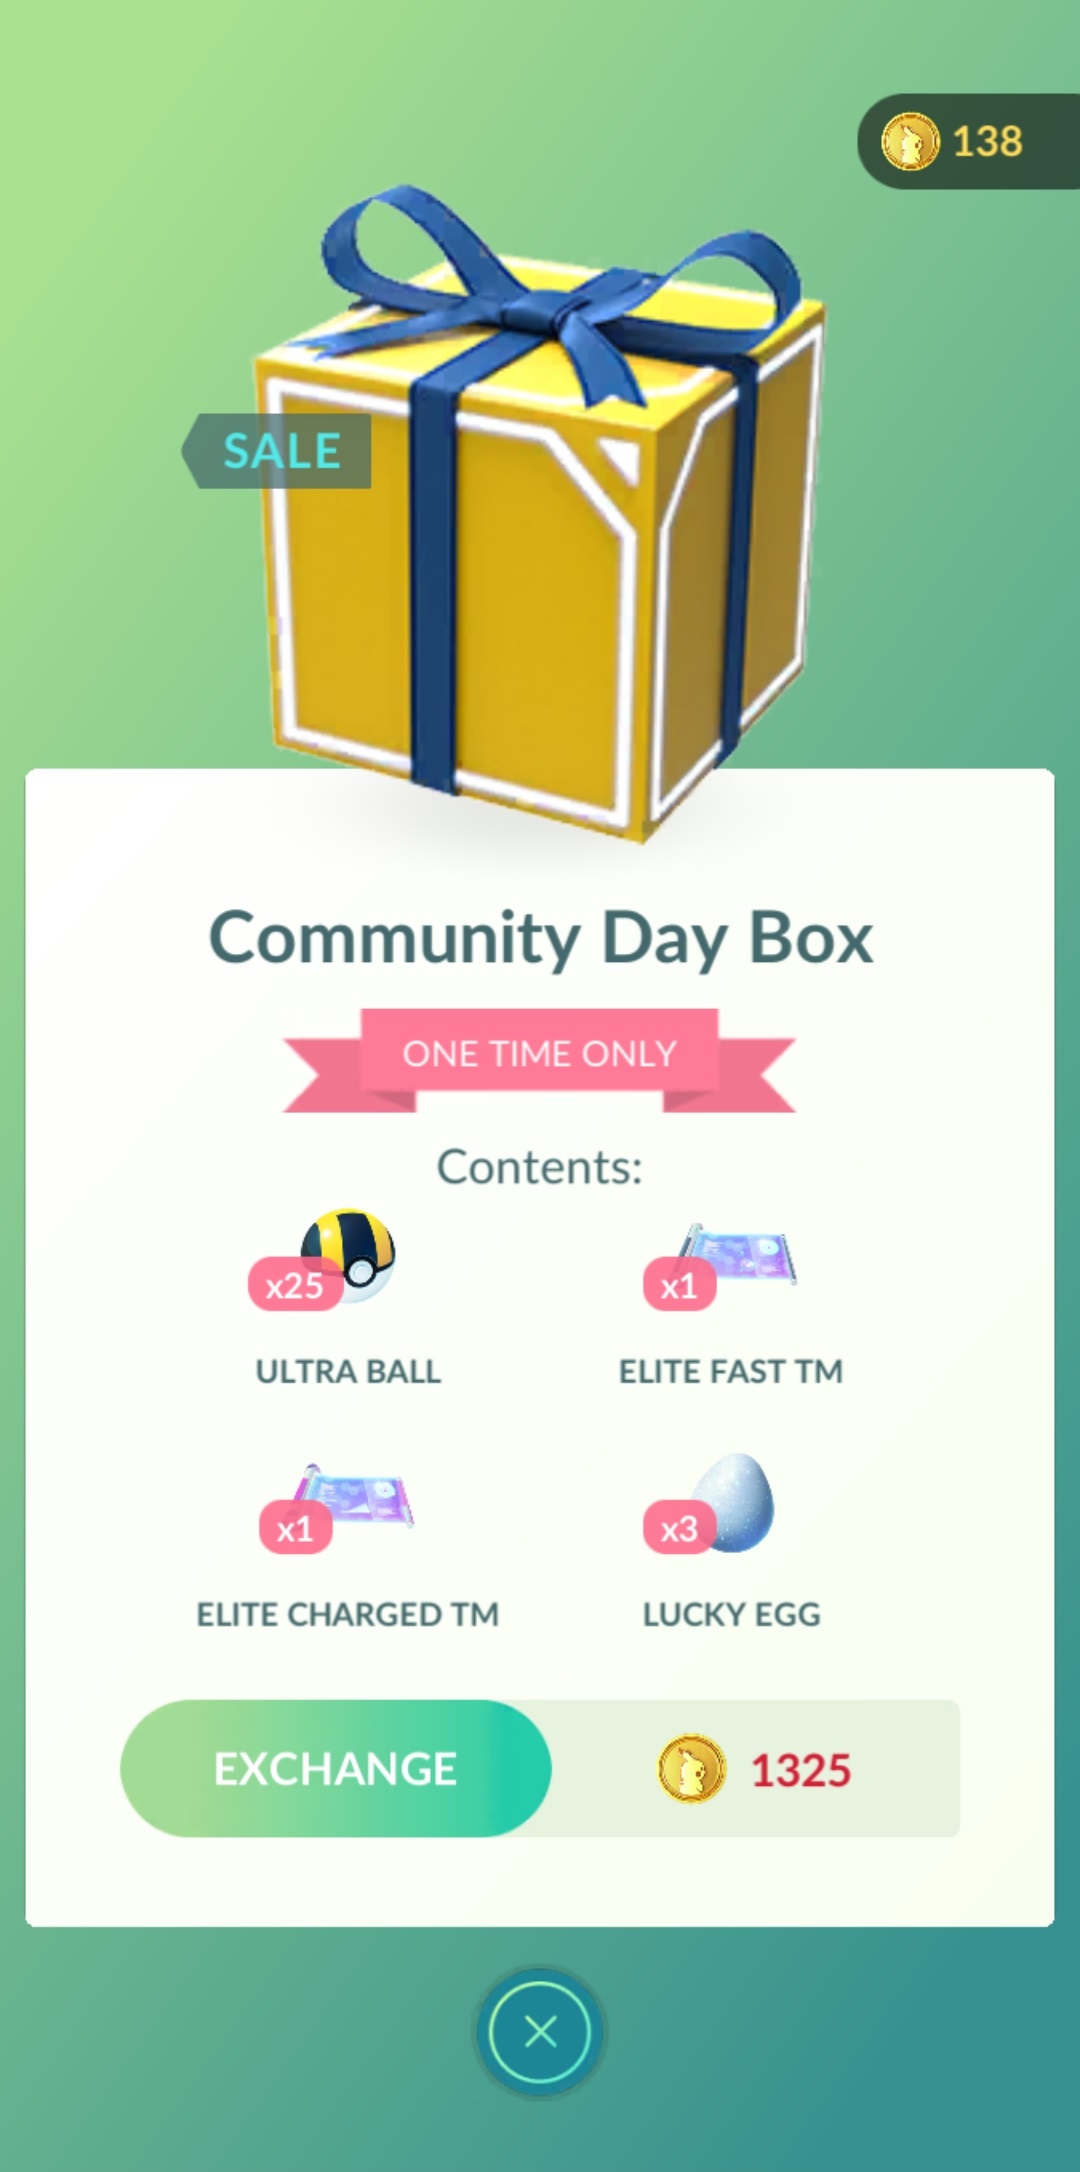 138
SALE
Community Day Box
ONE TIME ONLY
Contents:
x25
x1
ULTRA BALL
ELITE FAST TM
x1
x3
ELITE CHARGED TM
LUCKY EGG
EXCHANGE
1325